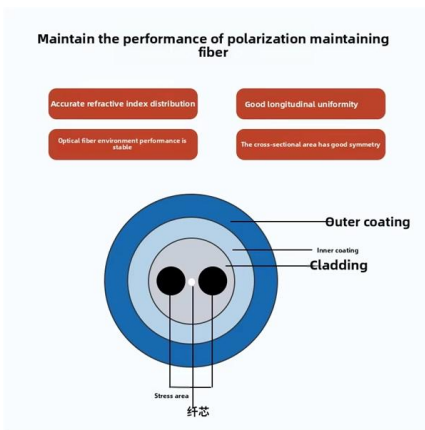 Maintain the performance of polarization maintaining
fiber
Accurate refractive index distribution
Good longitudinal uniformity
Optical fiber environment performance is
stable
The cross-sectional area has good symmetry
Outer coating
Inner coating
Cladding
Stress area
纤芯